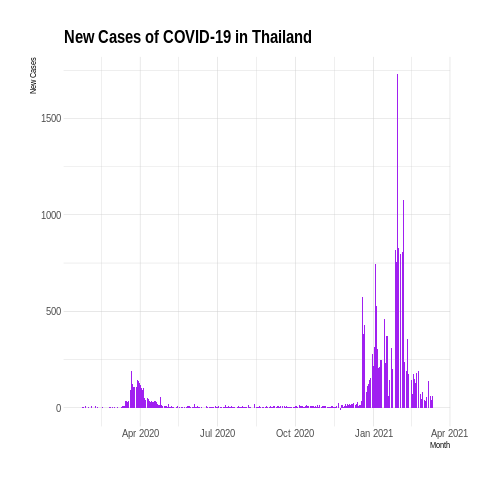 New Cases of COVID-19 in Thailand
New Cases
1500
1000
500
0
Apr 2020 Jul 2020 Oct 2020 Jan 2021 Apr 2021
Month